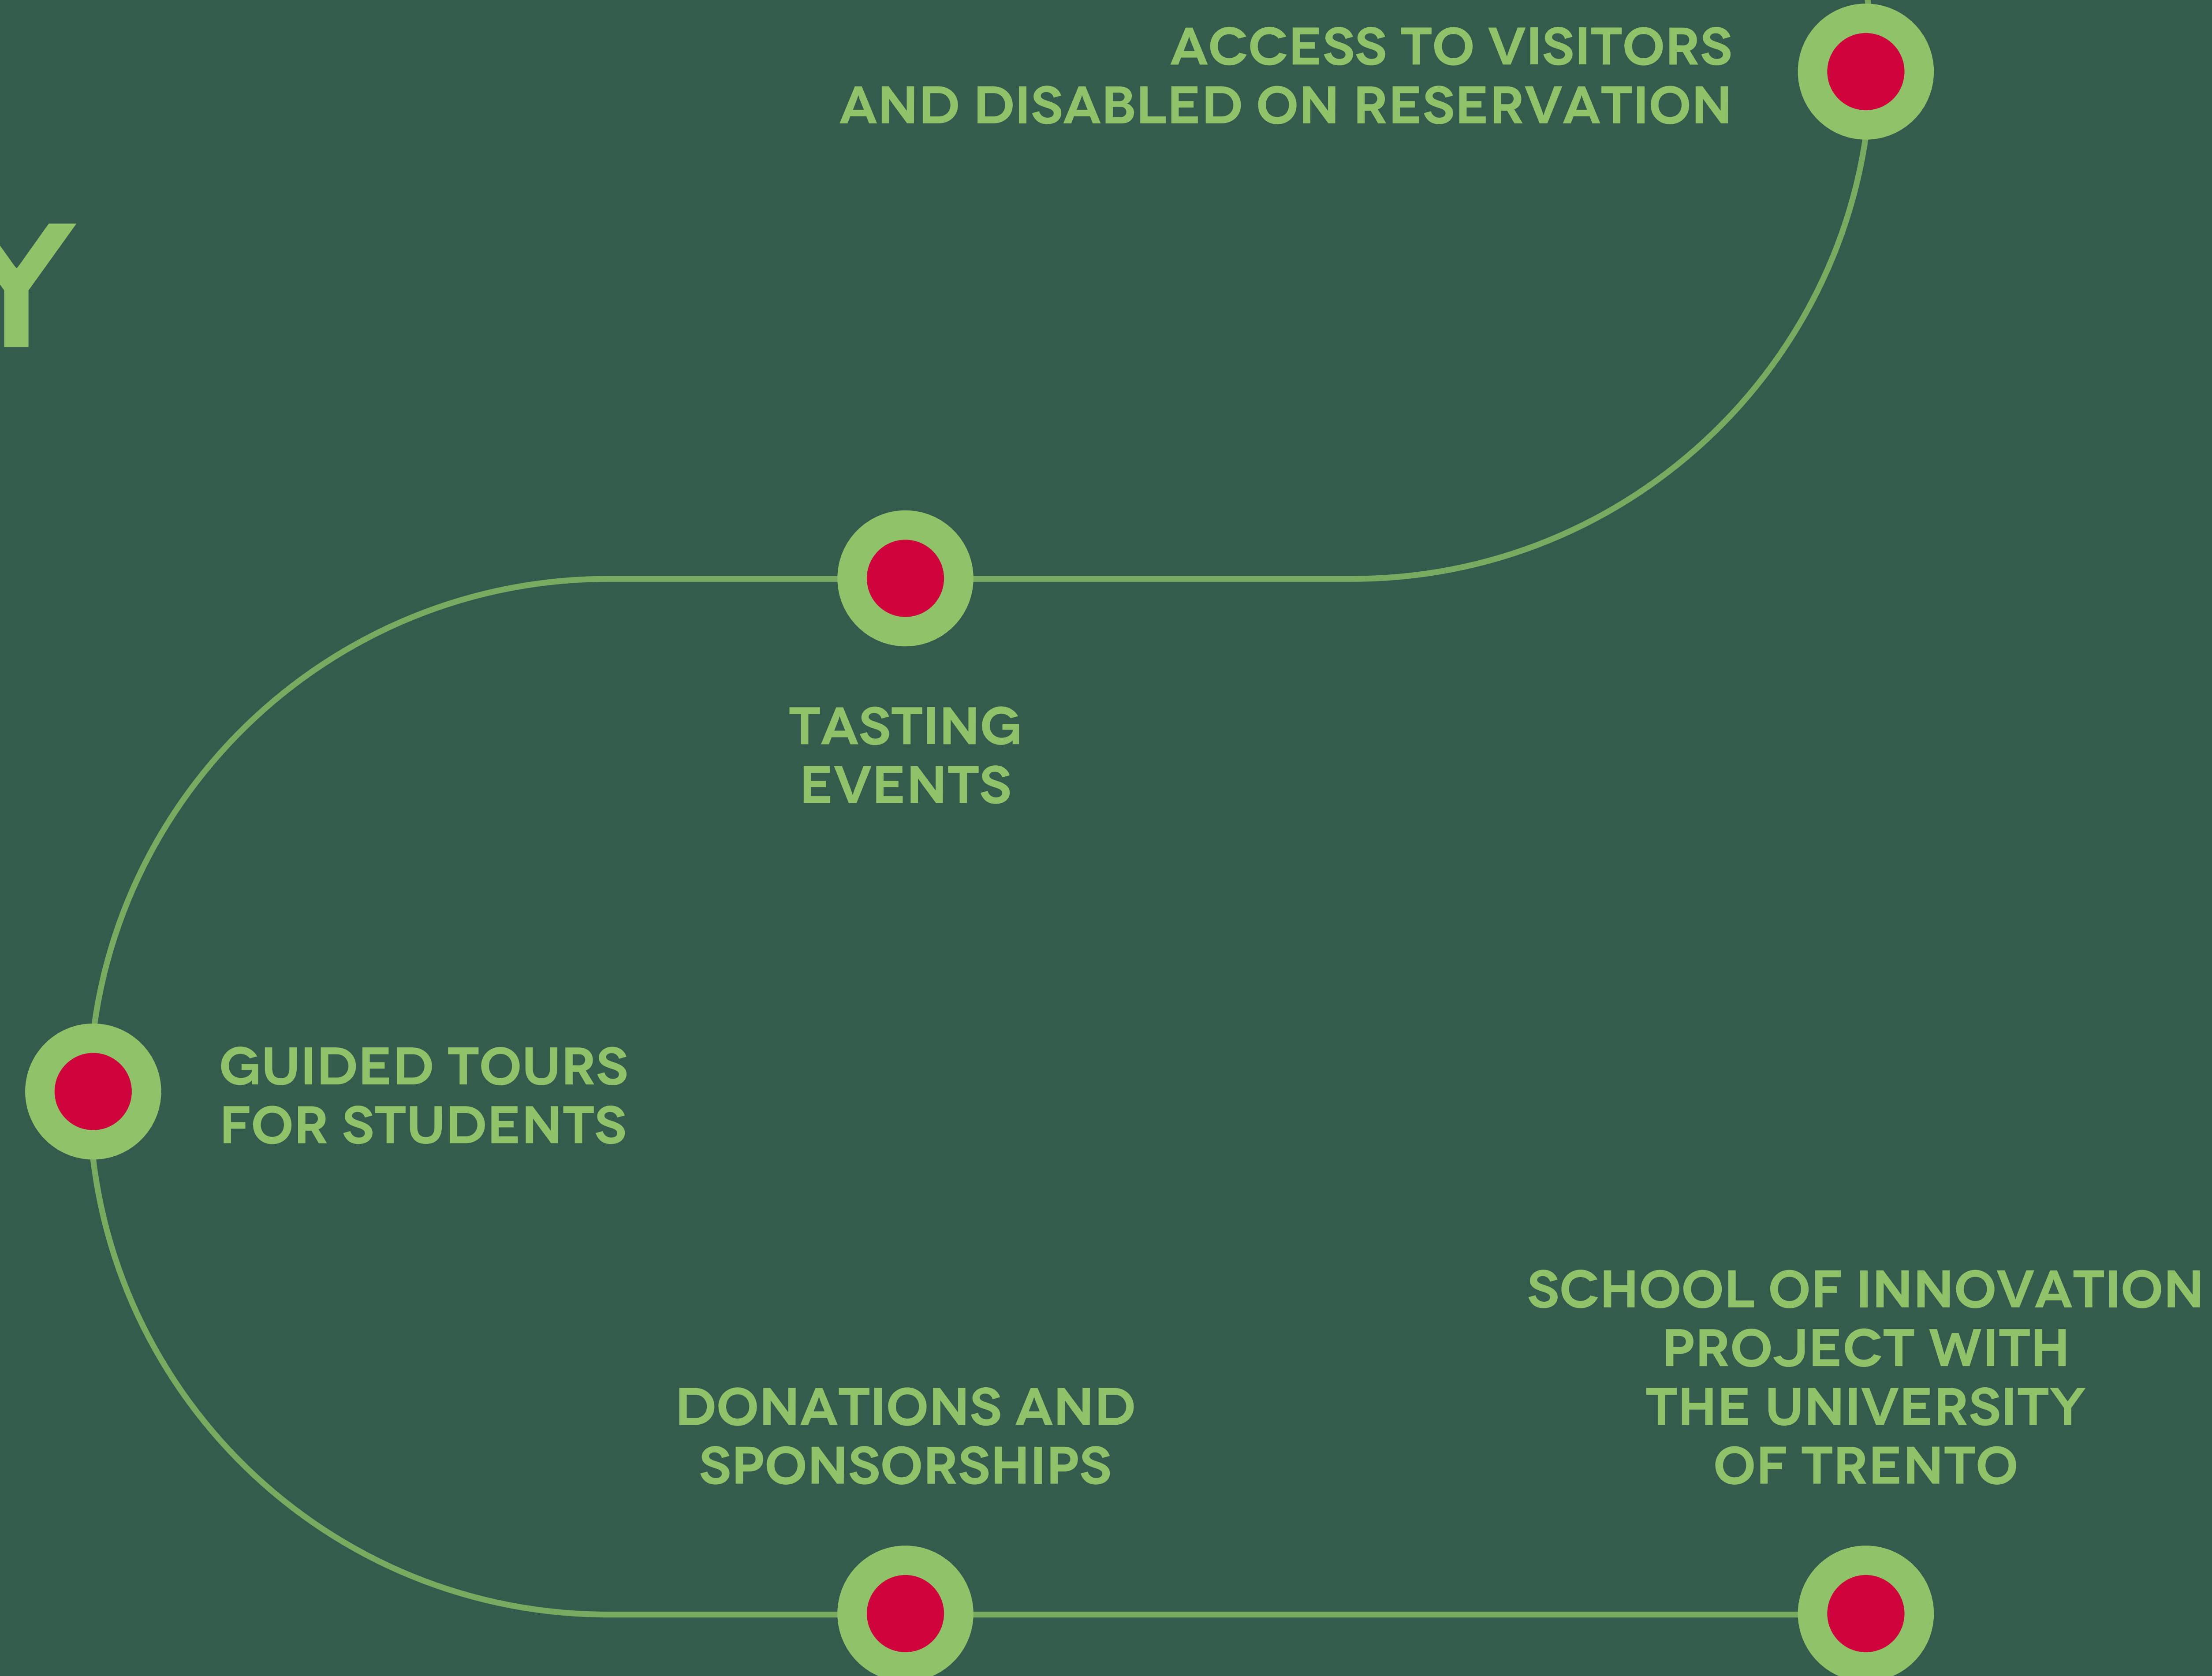 ACCESS TO VISITORS
AND DISABLED ON RESERVATION
Y
TASTING
EVENTS
GUIDED TOURS
FOR STUDENTS
DONATIONS AND
SPONSORSHIPS
SCHOOL OF INNOVATION
PROJECT WITH
THE UNIVERSITY
OF TRENTO